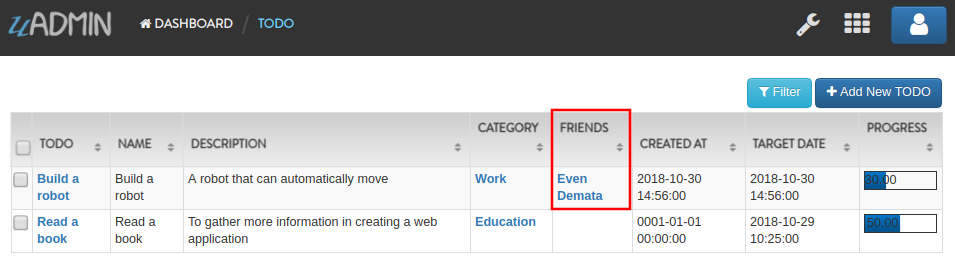 uADMIN DASHBOARD / TODO
Filter + Add New TODO
TODO NAME DESCRIPTION CATEGORY FRIENDS CREATED AT TARGET DATE PROGRESS
Build a Build a A robot that can automatically move Work Even 2018-10-30 2018-10-30 30.00
robot robot Demata 14:56:00 14:56:00
Read a Read a To gather more information in creating a web Education 0001-01-01 2018-10-29 50.00
book book application 00:00:00 10:25:00